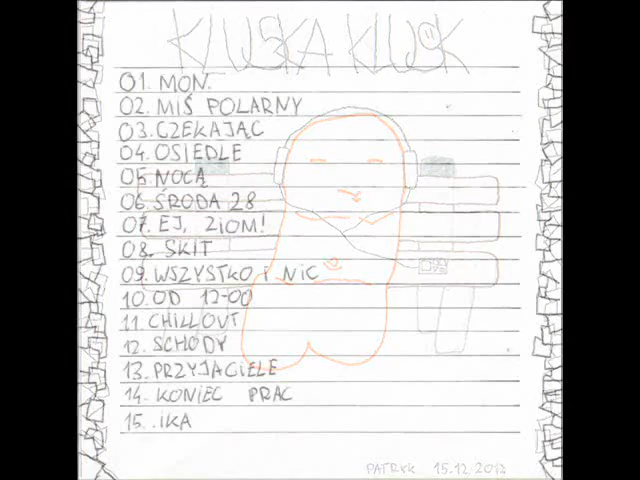 KLUSKA KLUSK
01. MON.
02. MIŚ POLARNY
03. CZEKAJĄC
04. OSIEDLE
05. NOCĄ
06. ŚRODA 28
07. EJ, ZIOM!
08. SKIT
09. WSZYSTKO I NIC
10. OD 12-00
11. CHILLOUT
12. SCHODY
13. PRZYJACIELE
14. KONIEC PRAC
15. .IKA
PATRYK 15.12.2012